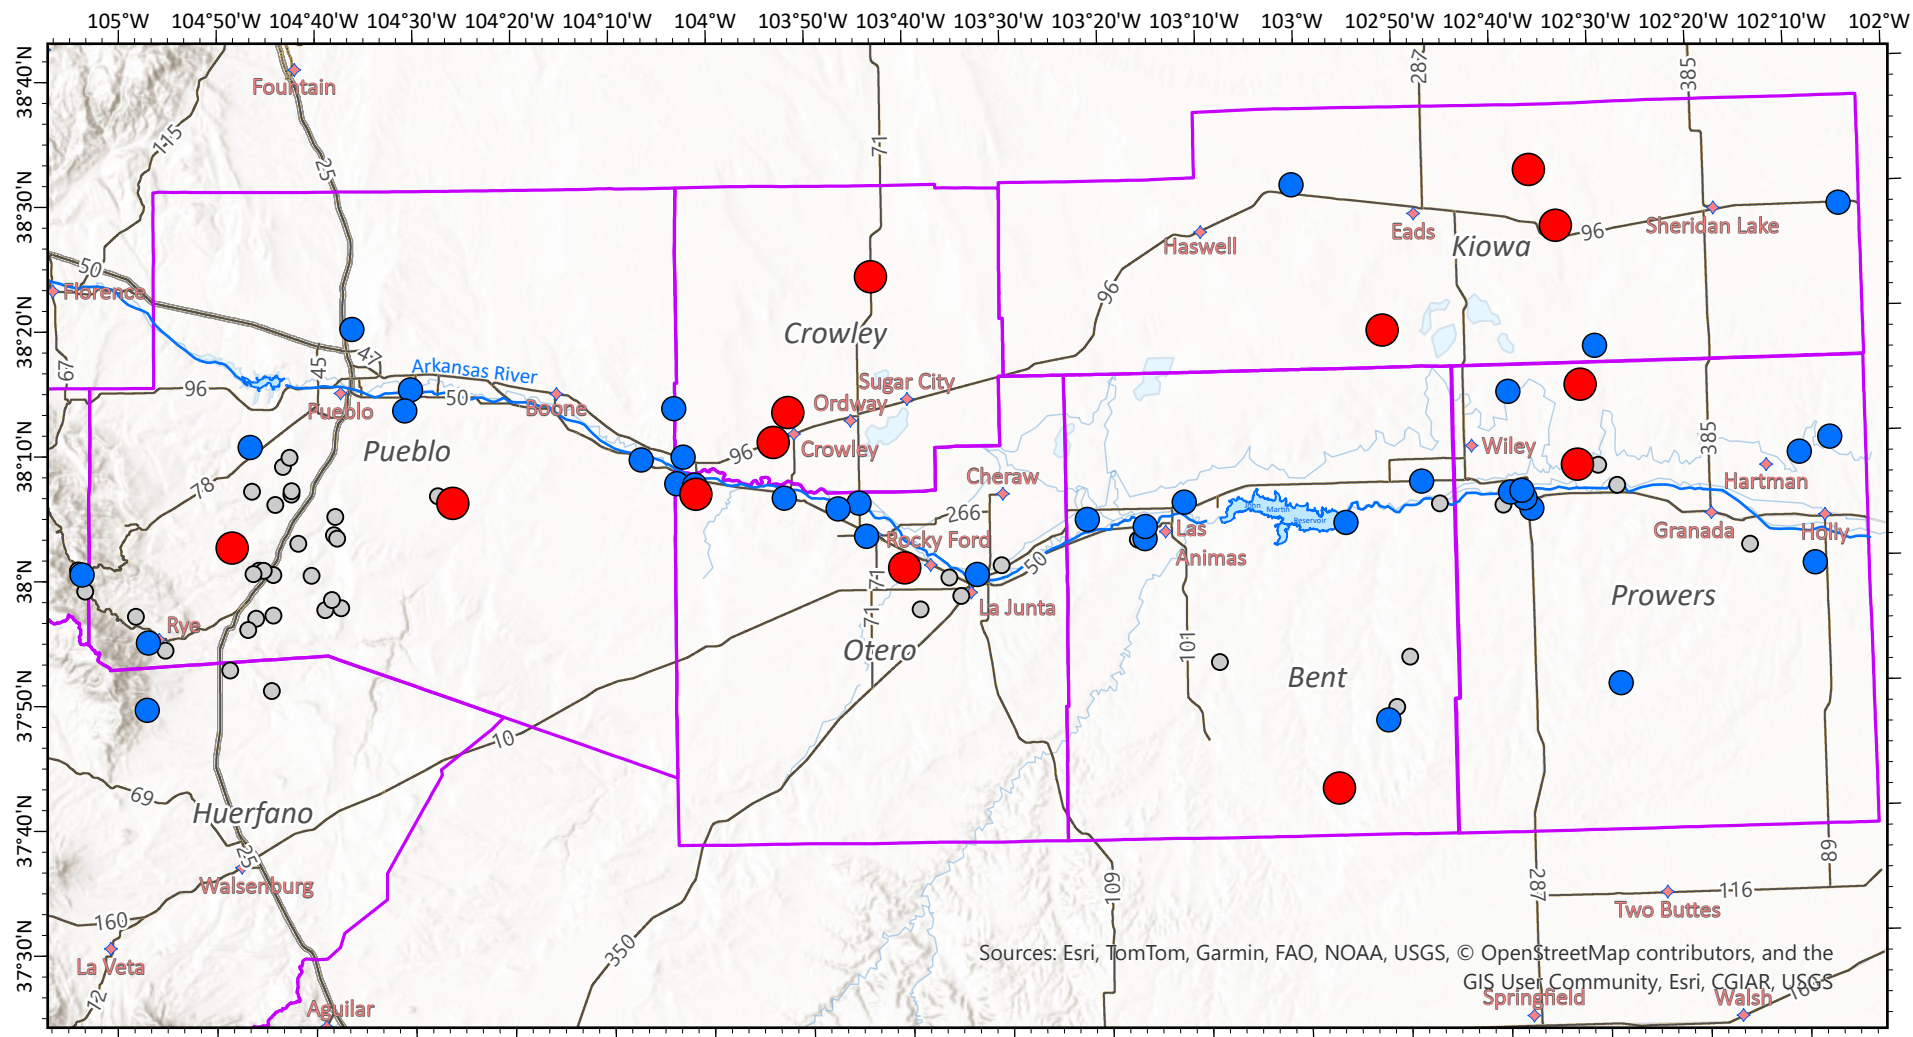 105°W 104°50'W 104°40'W 104°30'W 104°20'W 104°10'W 104°W 103°50'W 103°40'W 103°30'W 103°20'W 103°10'W 103°W 102°50'W 102°40'W 102°30'W 102°20'W 102°10'W 102°W
38°40'N
38°30'N
38°20'N
38°10'N
38°N
37°50'N
37°40'N
37°30'N
Fountain
115
25
71
287
385
Haswell
Eads
Kiowa
96
Sheridan Lake
50
Florence
96
Crowley
67
45
47
Arkansas River
96
50
Pueblo
Boone
Sugar City
Ordway
Crowley
96
Pueblo
78
Cheraw
266
Rocky Ford
50
Las
Animas
John Martin
Reservoir
Wiley
385
Hartman
Granada
Holly
Prowers
Rye
71
71
La Junta
Otero
101
Bent
10
69
Huerfano
25
Walsenburg
160
La Veta
12
Aguilar
350
109
287
89
116
Two Buttes
Sources: Esri, TomTom, Garmin, FAO, NOAA, USGS, © OpenStreetMap contributors, and the
GIS User Community, Esri, CGIAR, USGS
Springfield
Walsh
160